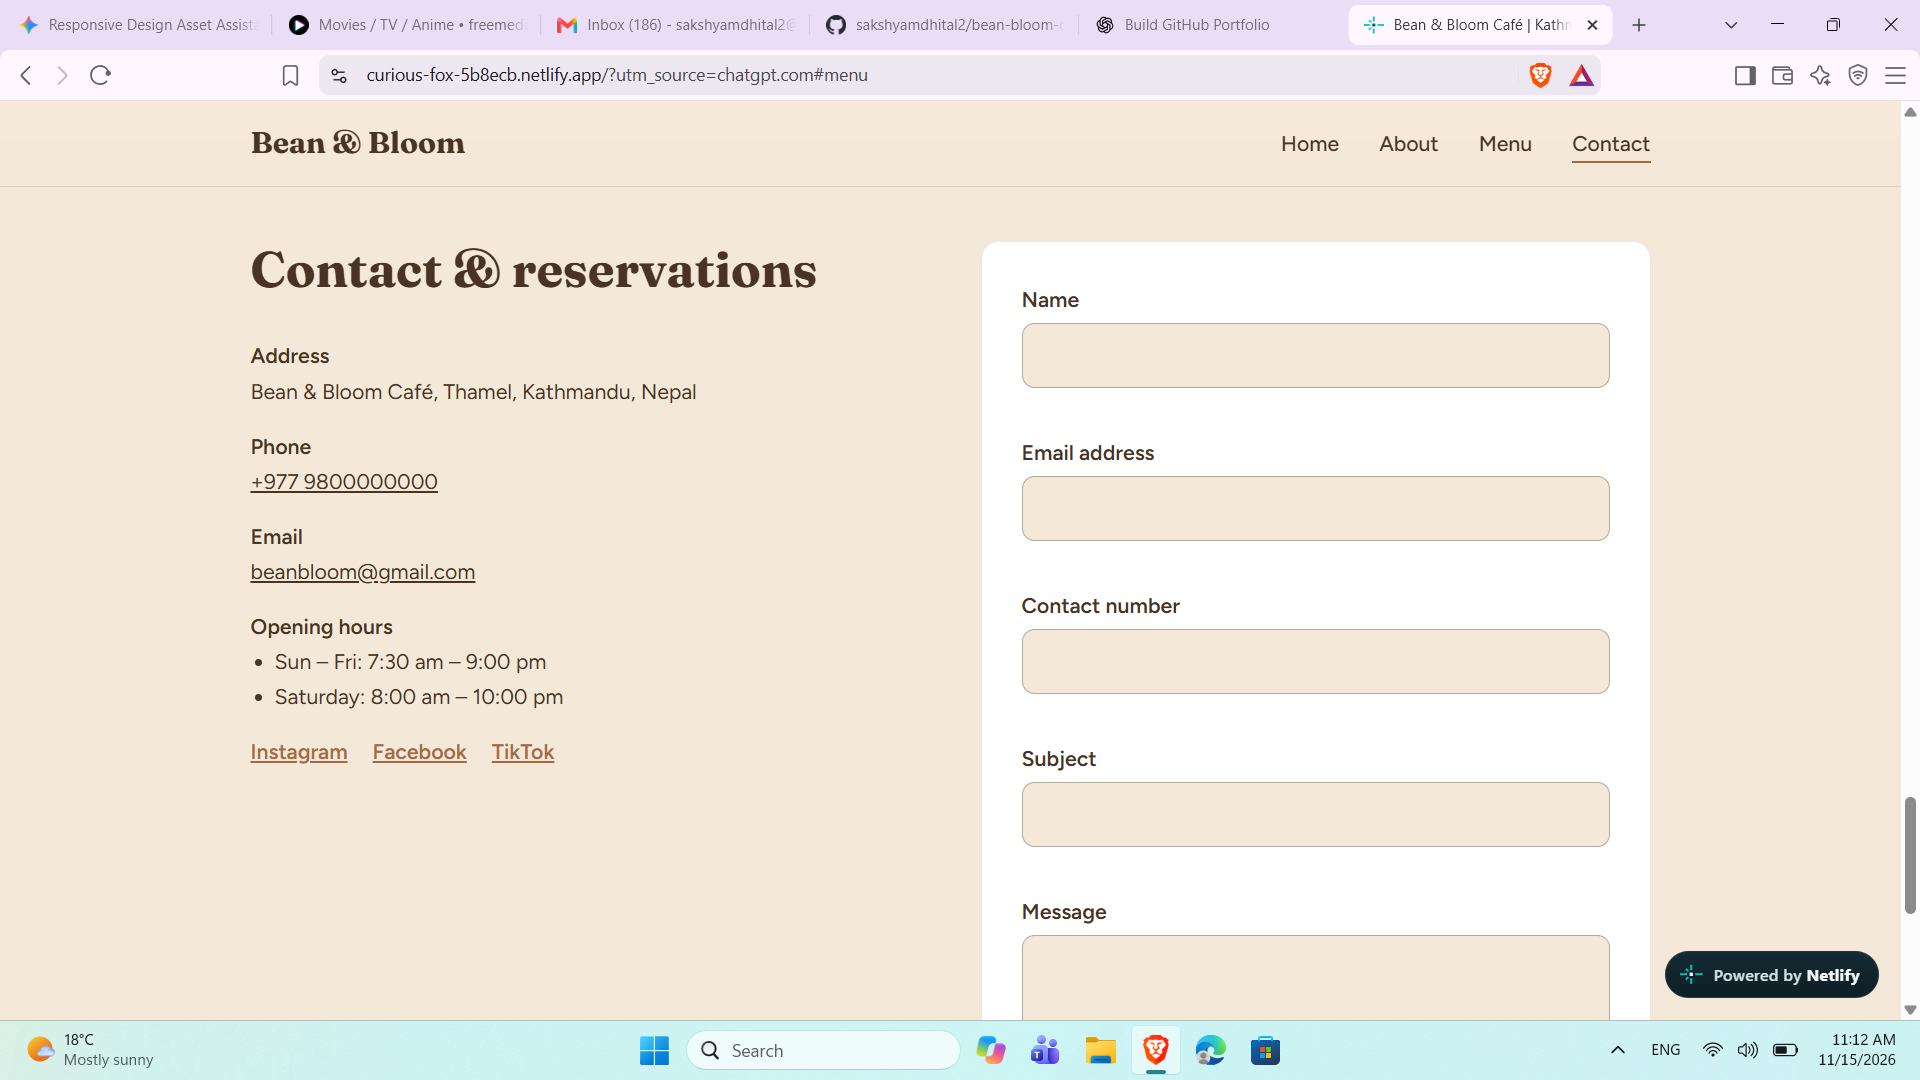 Responsive Design Asset Assista
Movies / TV / Anime • freemedi
Inbox (186) - sakshyamdhital2@
sakshyamdhital2/bean-bloom-c
Build GitHub Portfolio
Bean & Bloom Café | Kathm
curious-fox-5b8ecb.netlify.app/?utm_source=chatgpt.com#menu
Bean & Bloom
Home
About
Menu
Contact
Contact & reservations
Address
Bean & Bloom Café, Thamel, Kathmandu, Nepal
Phone
+977 9800000000
Email
beanbloom@gmail.com
Opening hours
• Sun – Fri: 7:30 am – 9:00 pm
• Saturday: 8:00 am – 10:00 pm
Instagram
Facebook
TikTok
Name
Email address
Contact number
Subject
Message
Powered by Netlify
18°C
Mostly sunny
Search
ENG
11:12 AM
11/15/2026